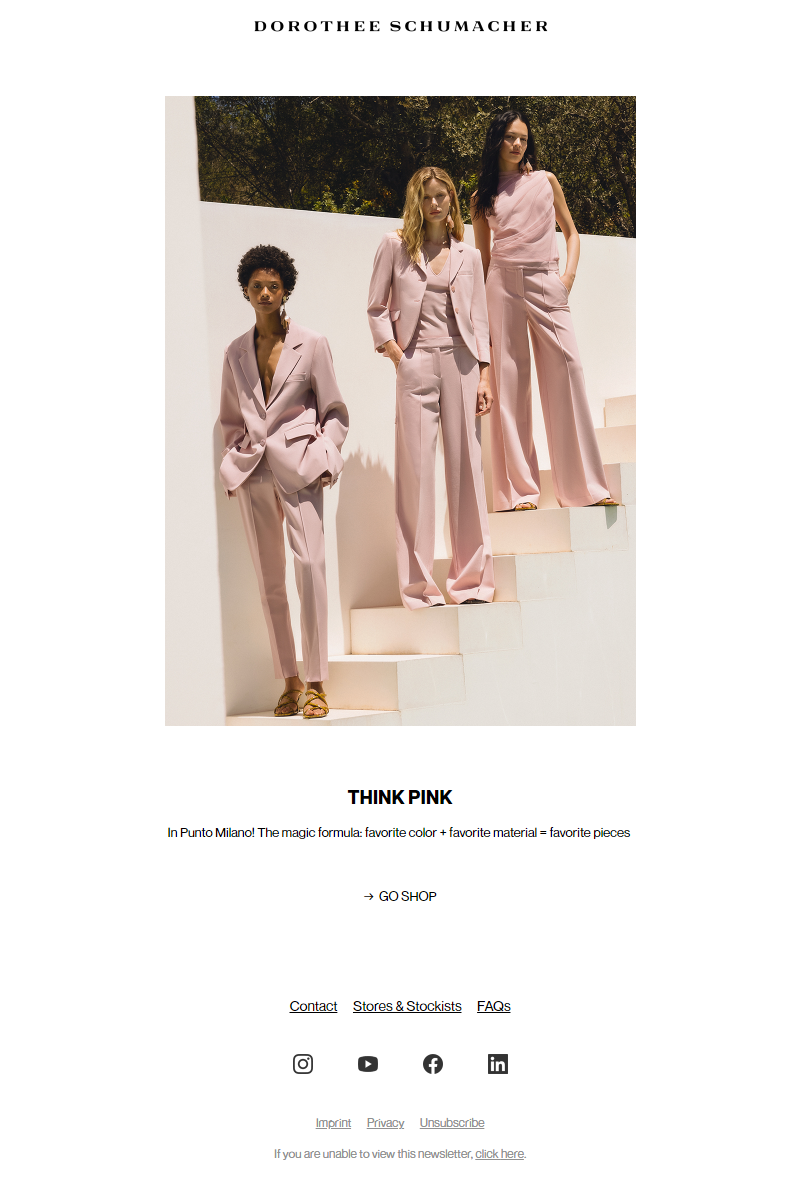 DOROTHEE SCHUMACHER
THINK PINK
In Punto Milano! The magic formula: favorite color + favorite material = favorite pieces
→ GO SHOP
Contact Stores & Stockists FAQs
in
Imprint Privacy Unsubscribe
If you are unable to view this newsletter, click here.